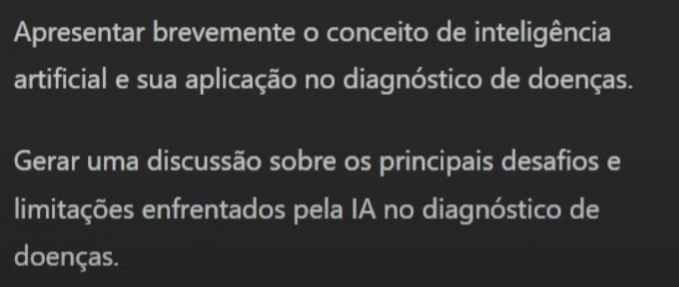 Apresentar brevemente o conceito de inteligência
artificial e sua aplicação no diagnóstico de doenças.
Gerar uma discussão sobre os principais desafios e
limitações enfrentados pela IA no diagnóstico de
doenças.